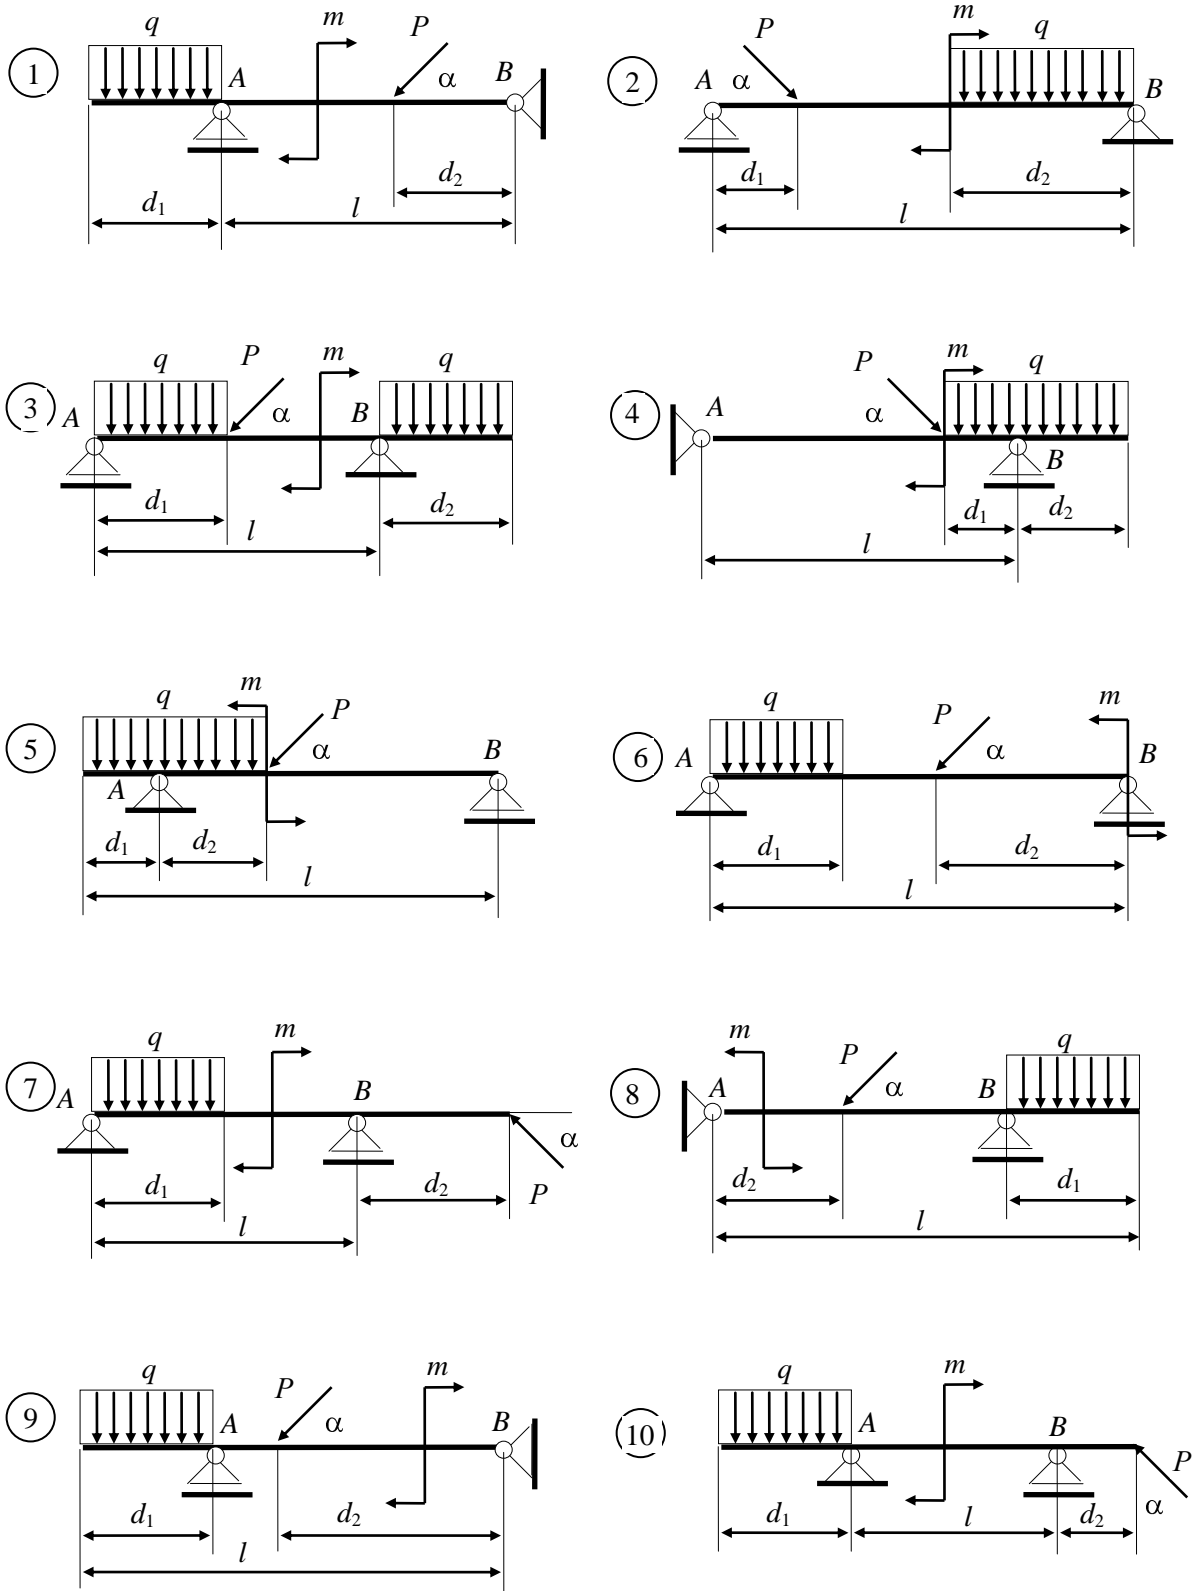 1 q A m P α B d₁ l d₂
2 P A α m q B d₁ d₂ l
3 A q P α m B q d₁ d₂ l
4 A P α m q B d₁ d₂ l
5 q m P α A B d₁ d₂ l
6 A q P α m B d₁ d₂ l
7 A q m B α P d₁ d₂ l
8 m A P α B q d₂ d₁ l
9 q A P α m B d₁ d₂ l
10 q A m B P α d₁ l d₂